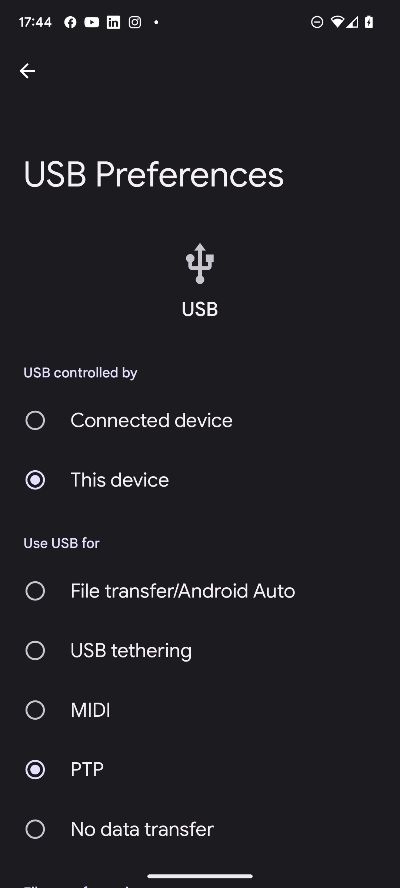 17:44
USB Preferences
USB
USB controlled by
Connected device
This device
Use USB for
File transfer/Android Auto
USB tethering
MIDI
PTP
No data transfer